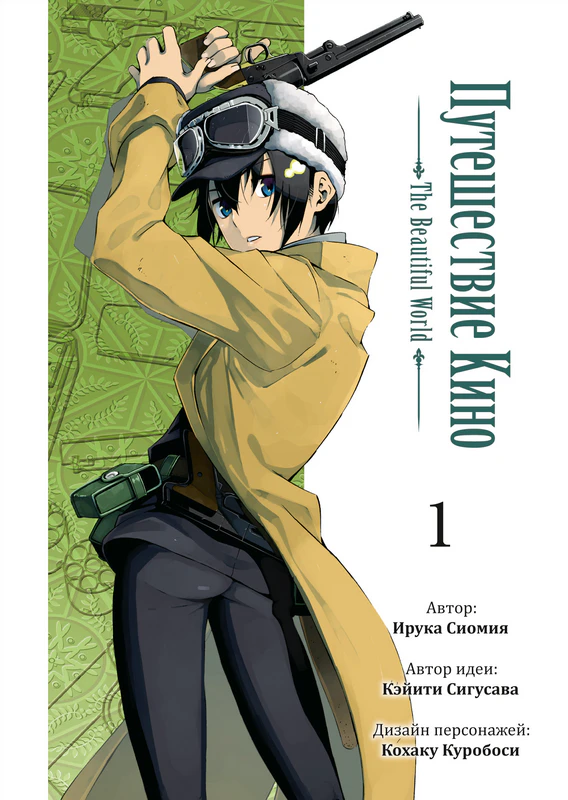 Путешествие Кино
The Beautiful World
1
Автор:
Ирука Сиомия
Автор идеи:
Кэйити Сигусава
Дизайн персонажей:
Кохаку Куробоси